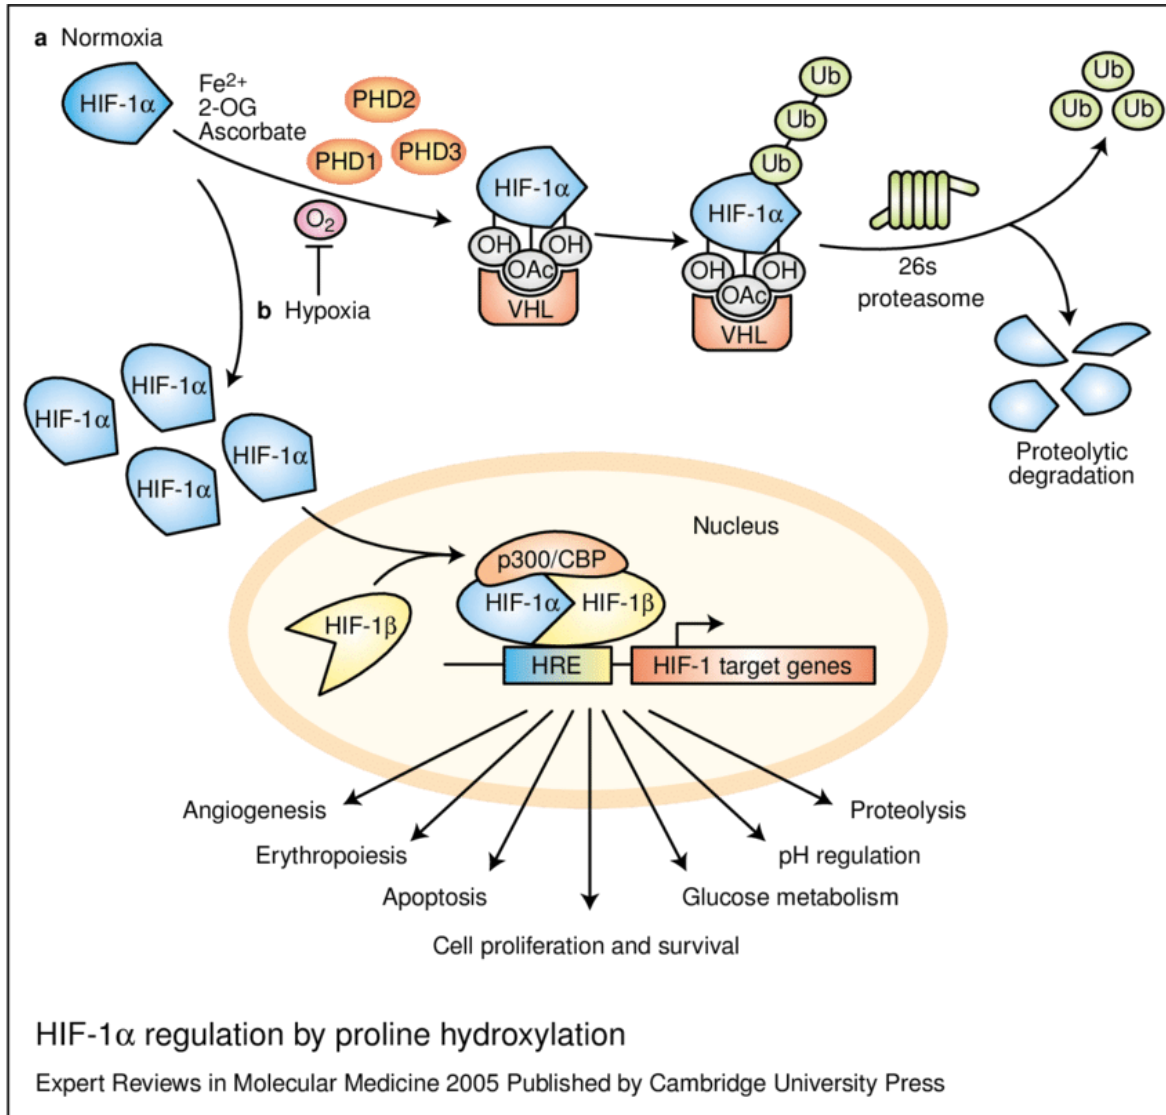 a Normoxia
HIF-1α
Fe2+
2-OG
Ascorbate
PHD2
PHD1
PHD3
O2
HIF-1α
OH
OH
OAc
VHL
Ub
Ub
Ub
HIF-1α
OH
OH
OAc
VHL
26s
proteasome
Ub
Ub
Ub
Proteolytic
degradation
b Hypoxia
HIF-1α
HIF-1α
HIF-1α
HIF-1α
Nucleus
p300/CBP
HIF-1α
HIF-1β
HIF-1β
HRE
HIF-1 target genes
Angiogenesis
Erythropoiesis
Apoptosis
Cell proliferation and survival
Glucose metabolism
pH regulation
Proteolysis
HIF-1α regulation by proline hydroxylation
Expert Reviews in Molecular Medicine 2005 Published by Cambridge University Press